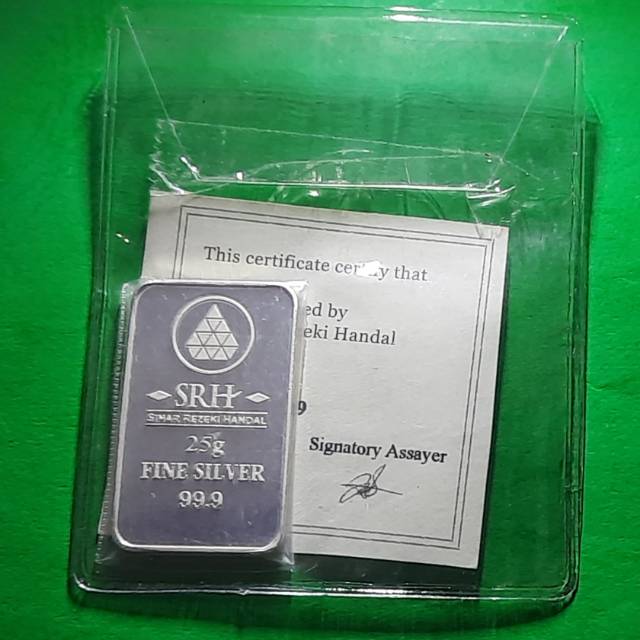 This certificate certify that
ed by
eki Handal
9
Signatory Assayer
SRH
SINAR REZEKI HANDAL
25g
FINE SILVER
99.9